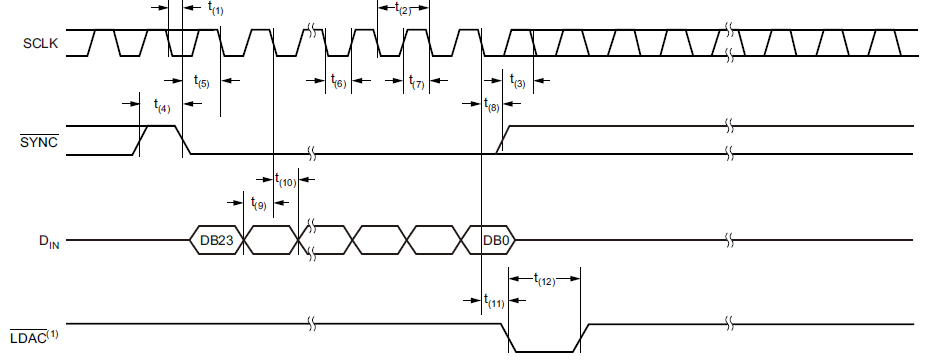 t(1)
t(2)
SCLK
t(5)
t(6)
t(7)
t(3)
t(8)
t(4)
SYNC
t(10)
t(9)
DIN
DB23
DB0
t(12)
t(11)
LDAC(1)